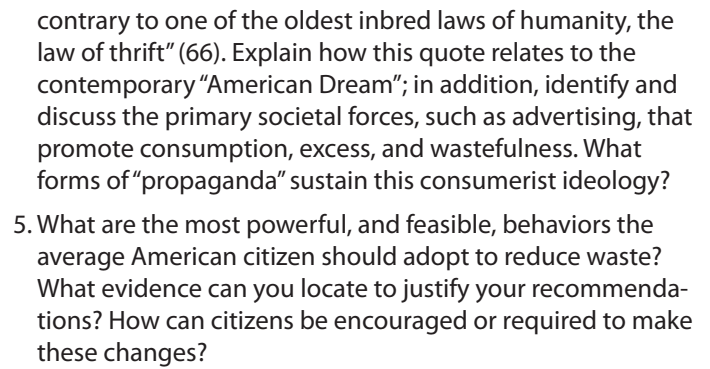 contrary to one of the oldest inbred laws of humanity, the
law of thrift” (66). Explain how this quote relates to the
contemporary “American Dream”; in addition, identify and
discuss the primary societal forces, such as advertising, that
promote consumption, excess, and wastefulness. What
forms of “propaganda” sustain this consumerist ideology?
5. What are the most powerful, and feasible, behaviors the
average American citizen should adopt to reduce waste?
What evidence can you locate to justify your recommenda-
tions? How can citizens be encouraged or required to make
these changes?